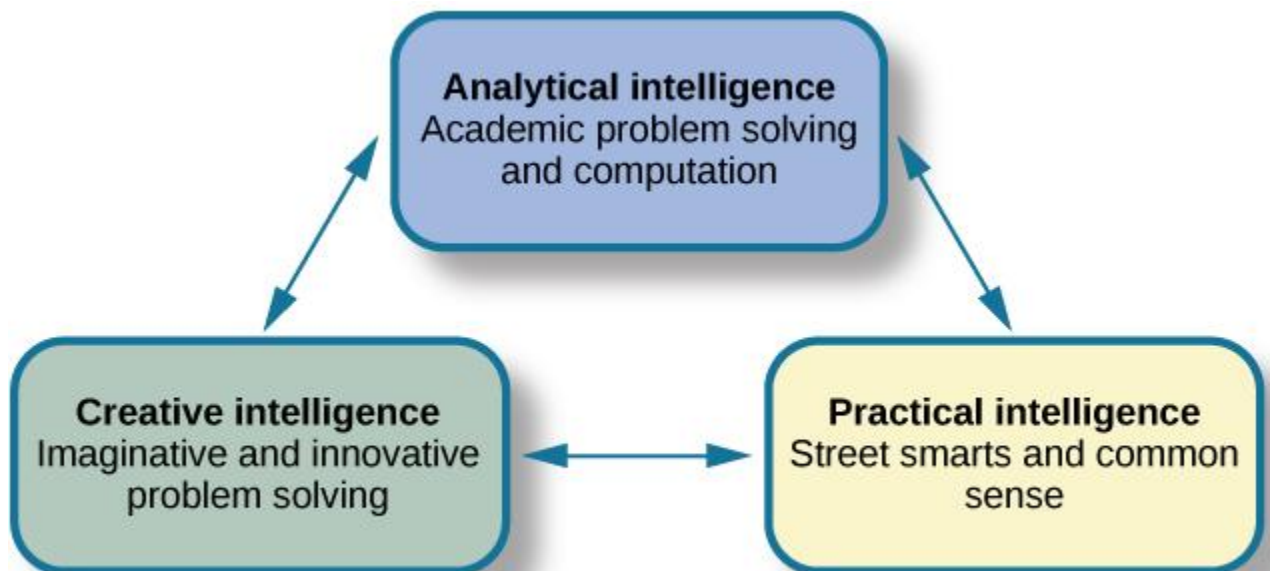 Analytical intelligence
Academic problem solving
and computation
Creative intelligence
Imaginative and innovative
problem solving
Practical intelligence
Street smarts and common
sense